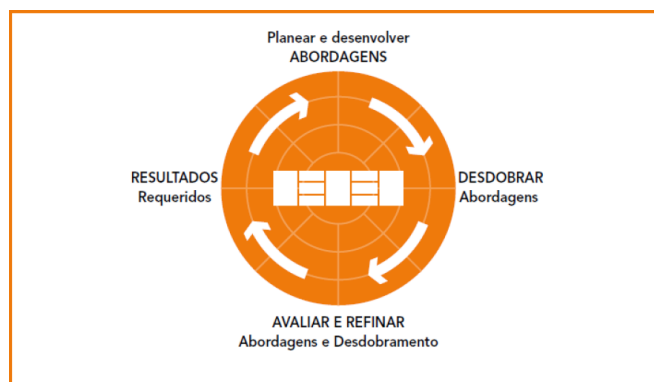 Planear e desenvolver
ABORDAGENS
RESULTADOS
Requeridos
DESDOBRAR
Abordagens
AVALIAR E REFINAR
Abordagens e Desdobramento